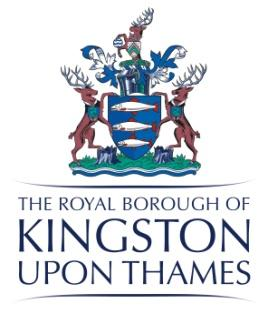 THE ROYAL BOROUGH OF
KINGSTON
UPON THAMES